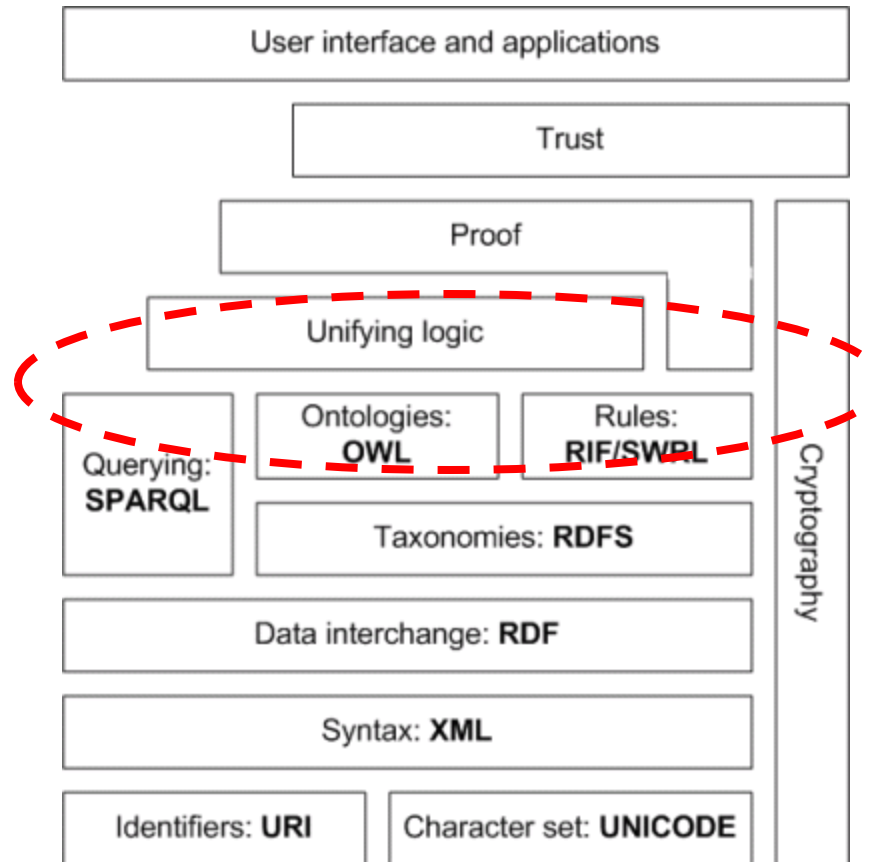 User interface and applications
Trust
Proof
Unifying logic
Ontologies:
OWL
Rules:
RIF/SWRL
Querying:
SPARQL
Taxonomies: RDFS
Data interchange: RDF
Syntax: XML
Identifiers: URI
Character set: UNICODE
Cryptography